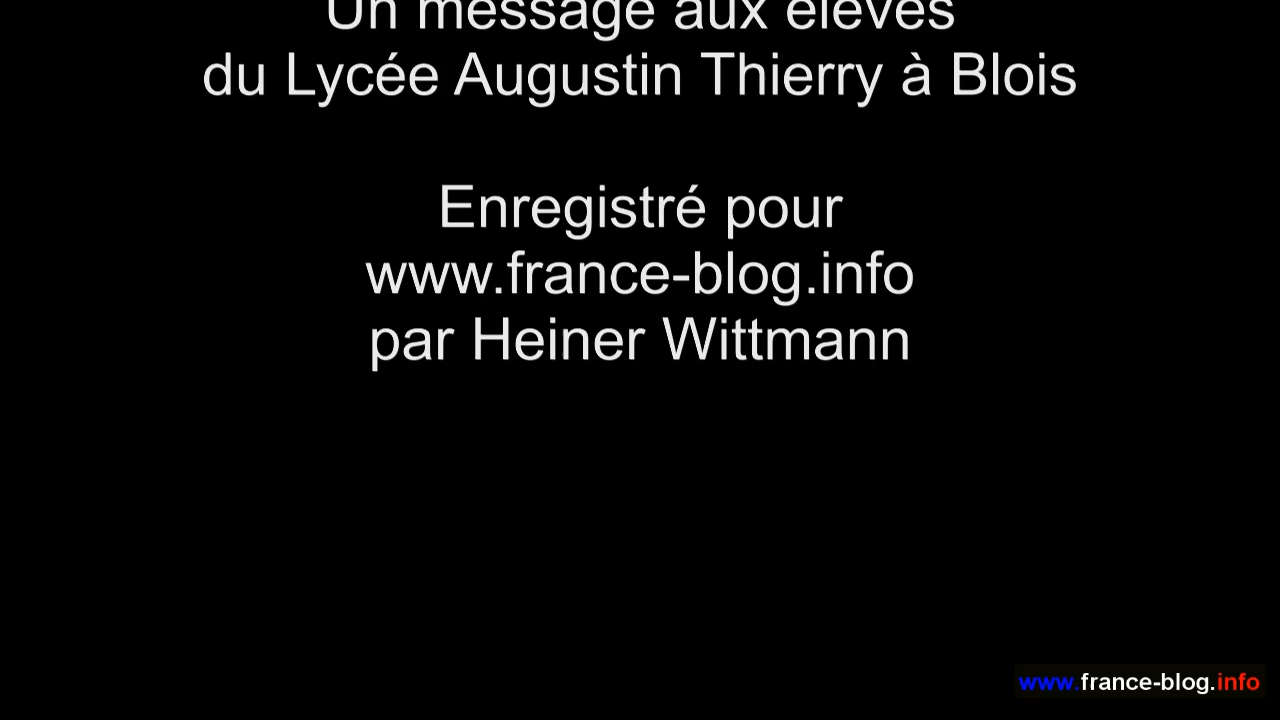 Un message aux élèves
du Lycée Augustin Thierry à Blois
Enregistré pour
www.france-blog.info
par Heiner Wittmann
www.france-blog.info